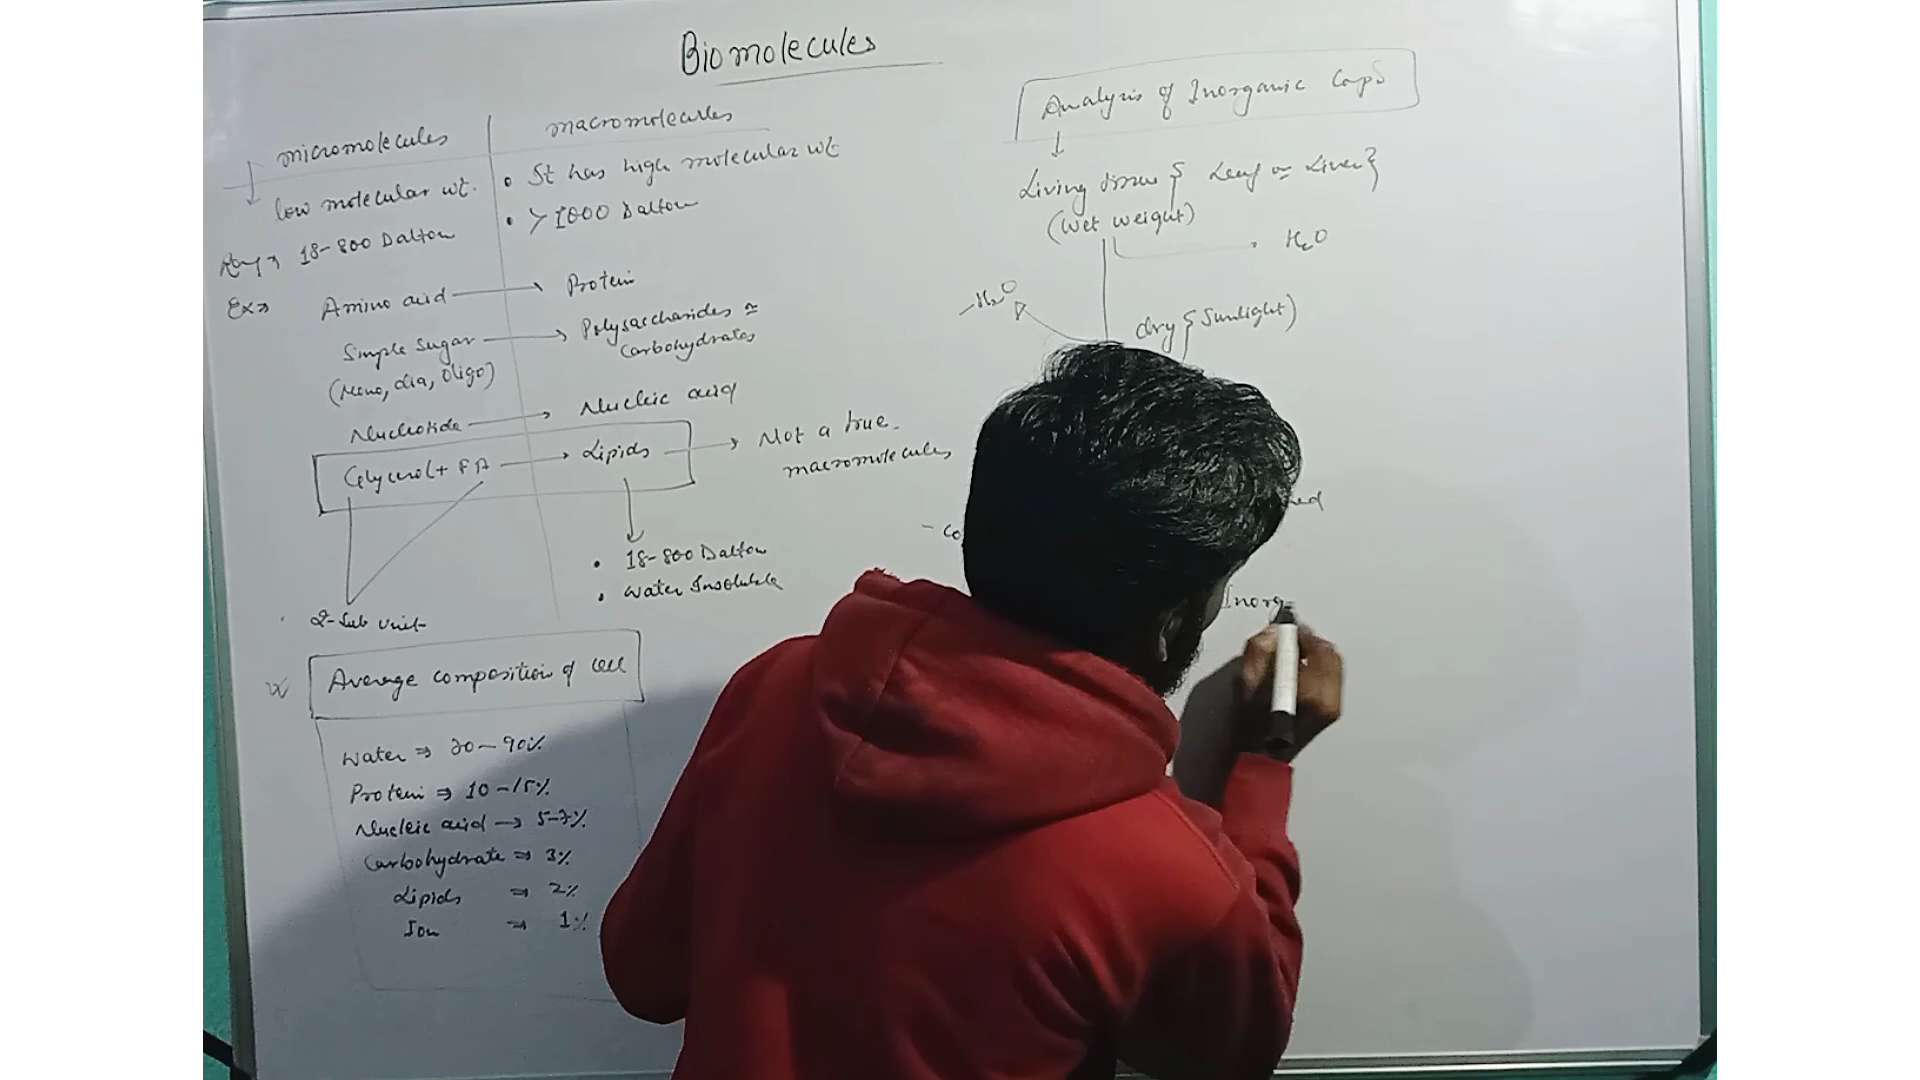 Biomolecules
micromolecules
low molecular wt.
18-800 Dalton
Ex→
Amino acid → Protein
Simple Sugar → Polysaccharides ≃
Carbohydrates
(Mono, dia, Oligo)
Nucleotide → Nucleic acid
Glycerol + FA → Lipids → Not a true
macromolecules
• 18-800 Dalton
• Water Insoluble
2-Sub Unit
macromolecules
• It has high molecular wt
• > 1000 Dalton
Average composition of cell
Water ⇒ 70-90%
Protein ⇒ 10-15%
Nucleic acid → 5-7%
Carbohydrate ⇒ 3%
Lipids ⇒ 2%
Ion ⇒ 1%
Analysis of Inorganic Cops
Living tissue { Leaf or Liver}
(Wet weight)
H2O
-H2O
dry {Sunlight)
Inorg